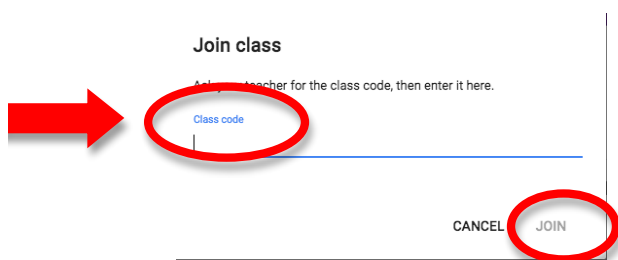 Join class
Ask your teacher for the class code, then enter it here.
Class code
CANCEL JOIN